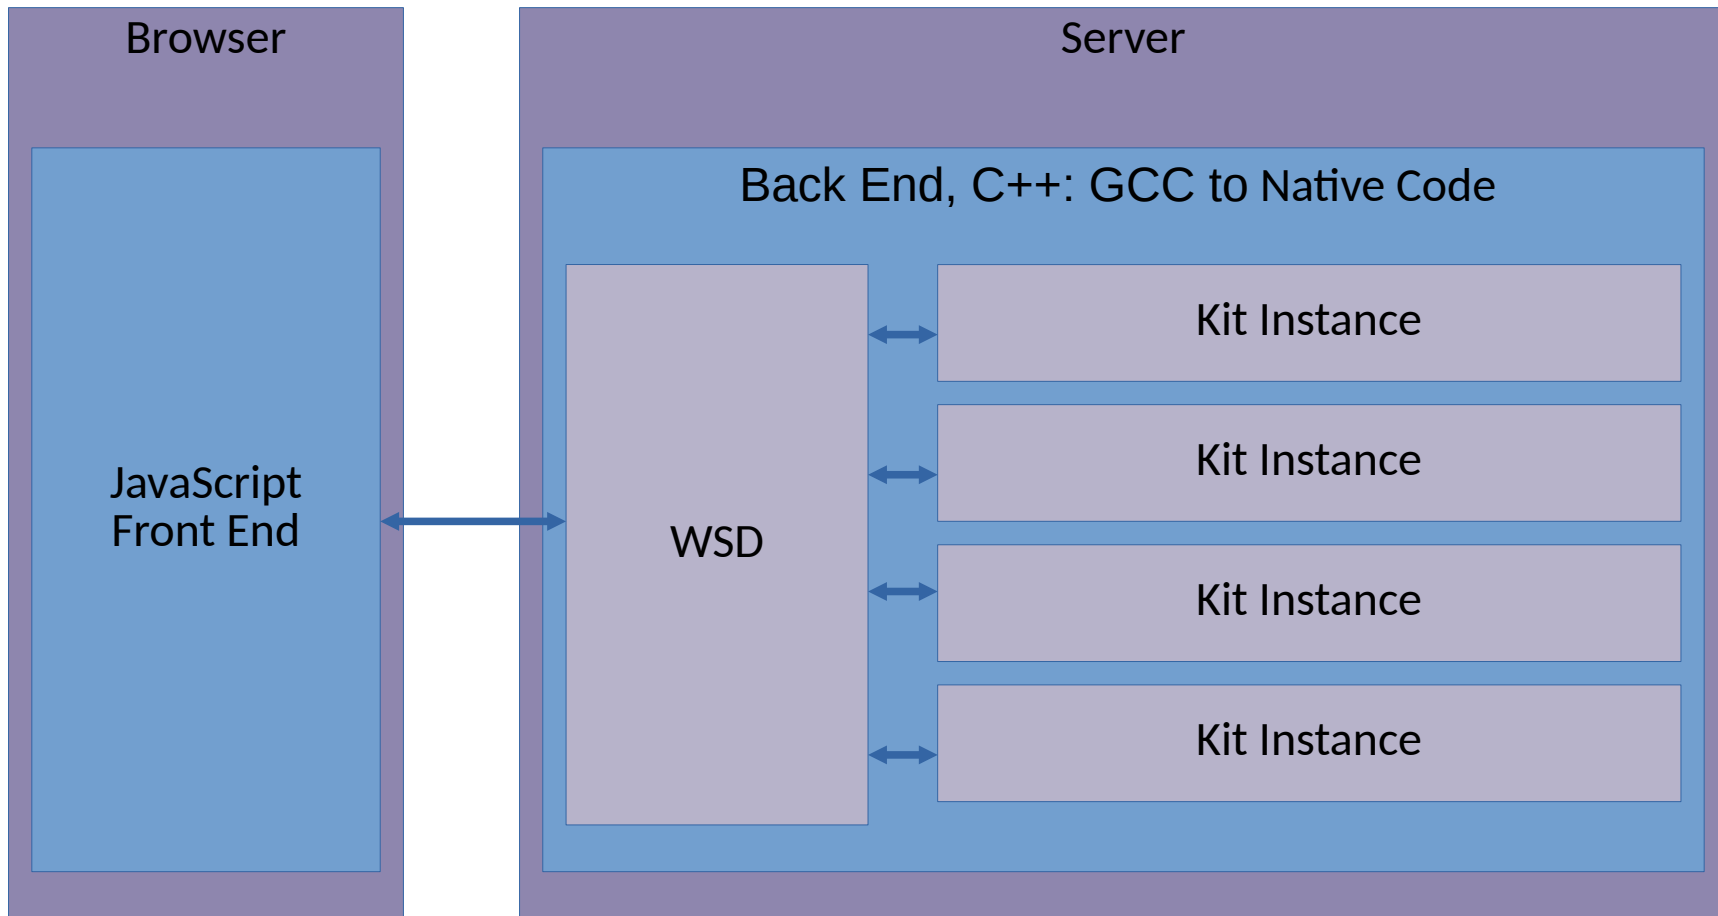 Browser
Server
Back End, C++: GCC to Native Code
JavaScript
Front End
WSD
Kit Instance
Kit Instance
Kit Instance
Kit Instance